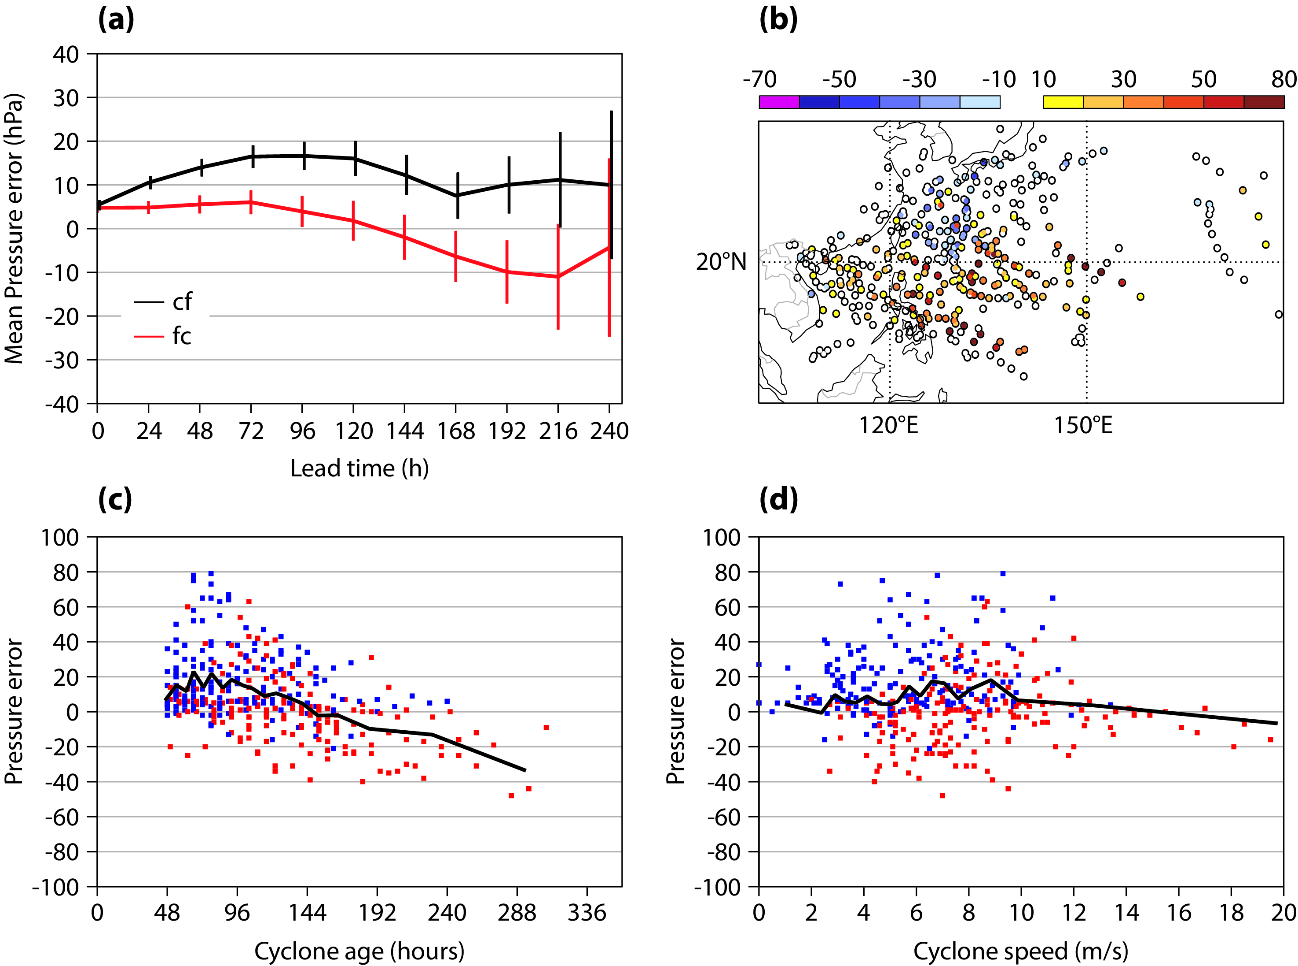 (a)
40
30
20
10
0
-10
-20
-30
-40
Mean Pressure error (hPa)
cf
fc
0 24 48 72 96 120 144 168 192 216 240
Lead time (h)
(b)
-70 -50 -30 -10 10 30 50 80
20°N
120°E 150°E
(c)
100
80
60
40
20
0
-20
-40
-60
-80
-100
Pressure error
0 48 96 144 192 240 288 336
Cyclone age (hours)
(d)
100
80
60
40
20
0
-20
-40
-60
-80
-100
Pressure error
0 2 4 6 8 10 12 14 16 18 20
Cyclone speed (m/s)